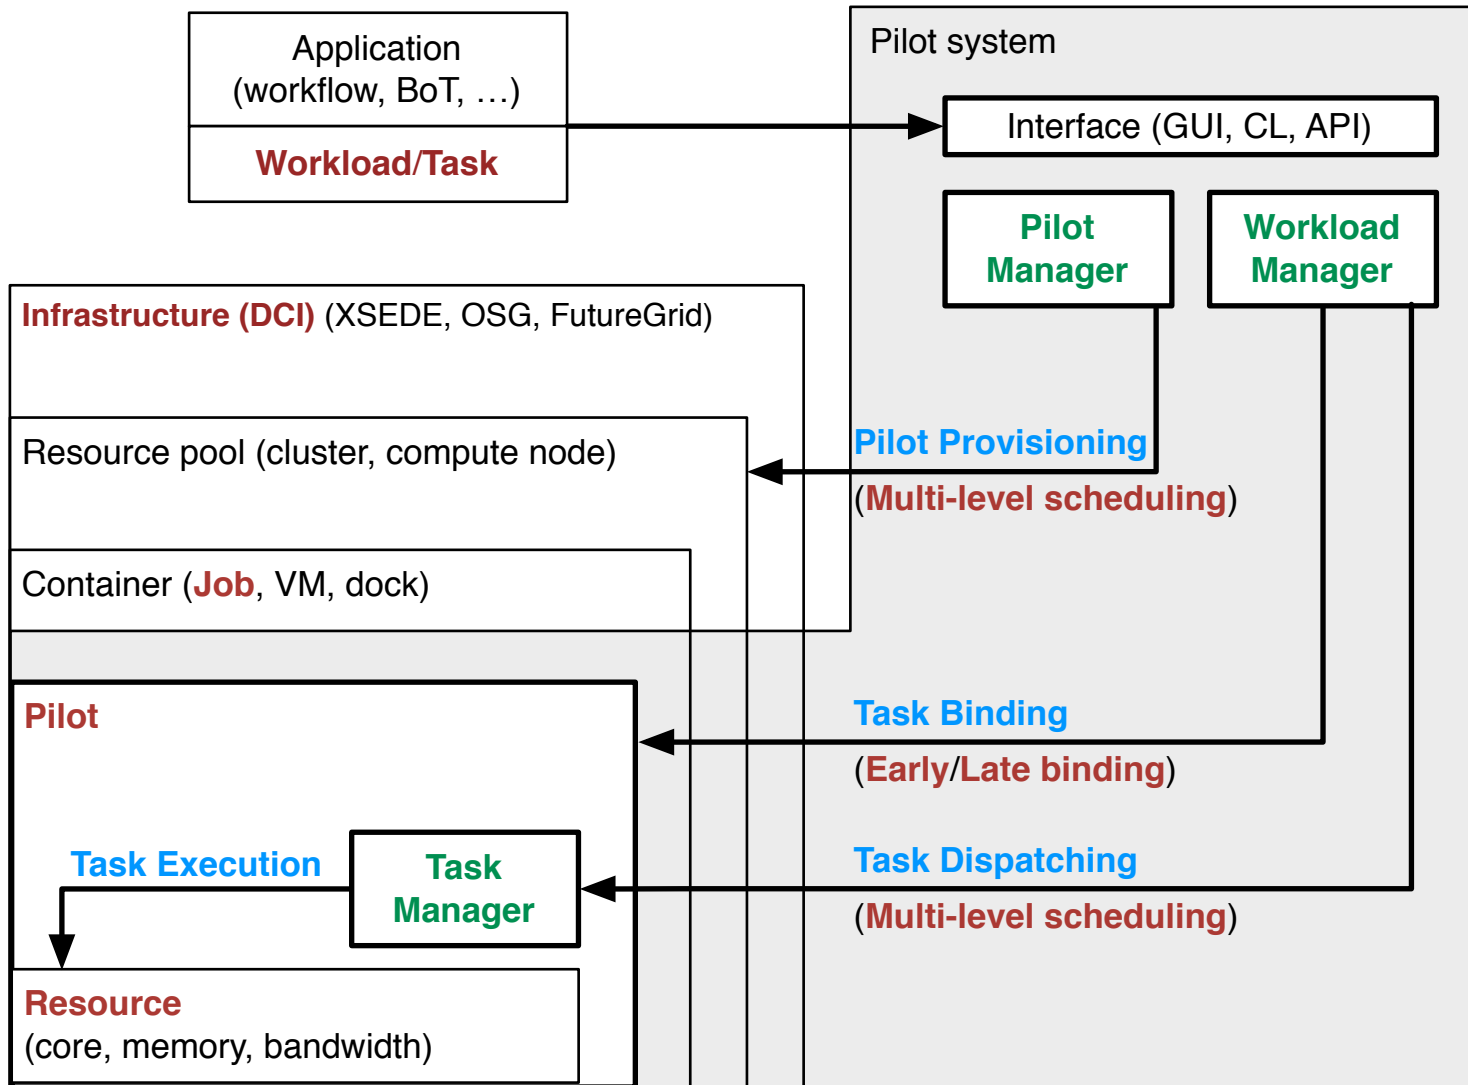 Application
(workflow, BoT, …)
Workload/Task
Pilot system
Interface (GUI, CL, API)
Pilot
Manager
Workload
Manager
Infrastructure (DCI) (XSEDE, OSG, FutureGrid)
Resource pool (cluster, compute node)
Pilot Provisioning
(Multi-level scheduling)
Container (Job, VM, dock)
Pilot
Task Binding
(Early/Late binding)
Task Execution
Task
Manager
Task Dispatching
(Multi-level scheduling)
Resource
(core, memory, bandwidth)